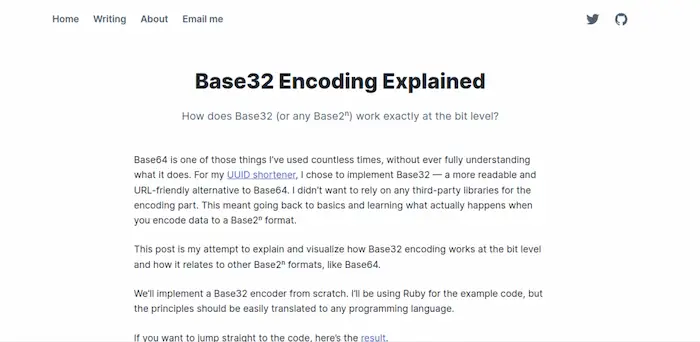 Home Writing About Email me
Base32 Encoding Explained
How does Base32 (or any Base2ⁿ) work exactly at the bit level?
Base64 is one of those things I've used countless times, without ever fully understanding
what it does. For my UUID shortener, I chose to implement Base32 — a more readable and
URL-friendly alternative to Base64. I didn't want to rely on any third-party libraries for the
encoding part. This meant going back to basics and learning what actually happens when
you encode data to a Base2ⁿ format.
This post is my attempt to explain and visualize how Base32 encoding works at the bit level
and how it relates to other Base2ⁿ formats, like Base64.
We'll implement a Base32 encoder from scratch. I'll be using Ruby for the example code, but
the principles should be easily translated to any programming language.
If you want to jump straight to the code, here's the result.